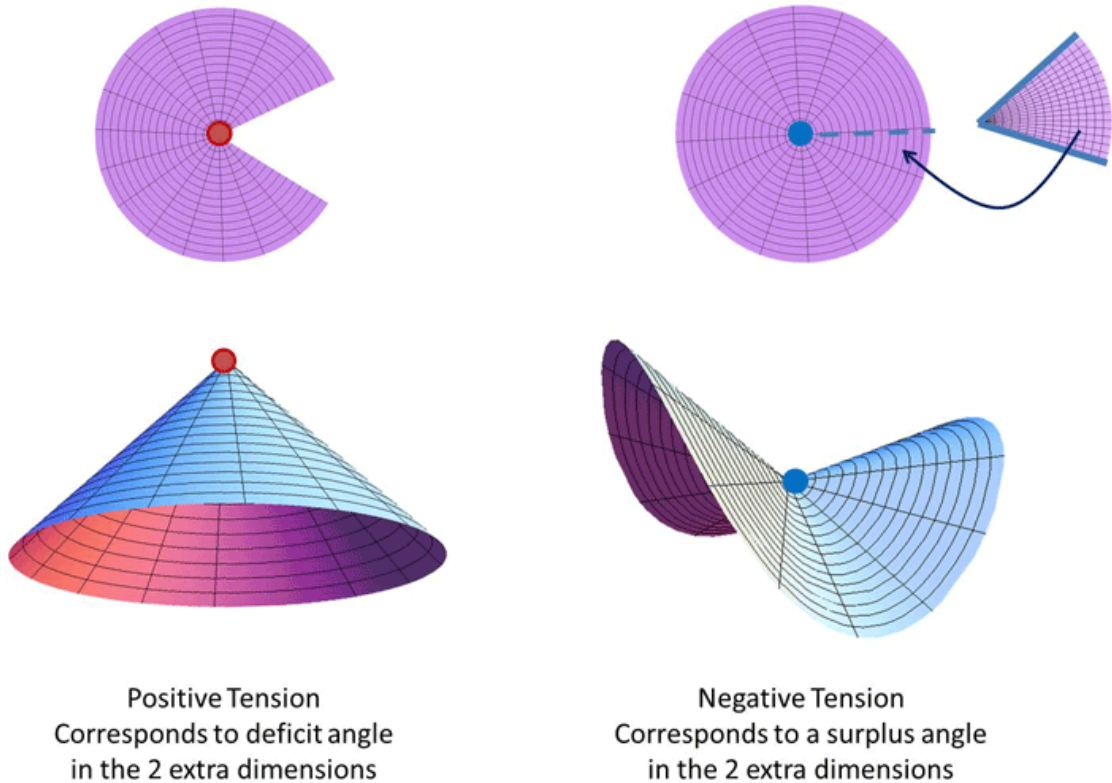 Positive Tension
Corresponds to deficit angle
in the 2 extra dimensions
Negative Tension
Corresponds to a surplus angle
in the 2 extra dimensions